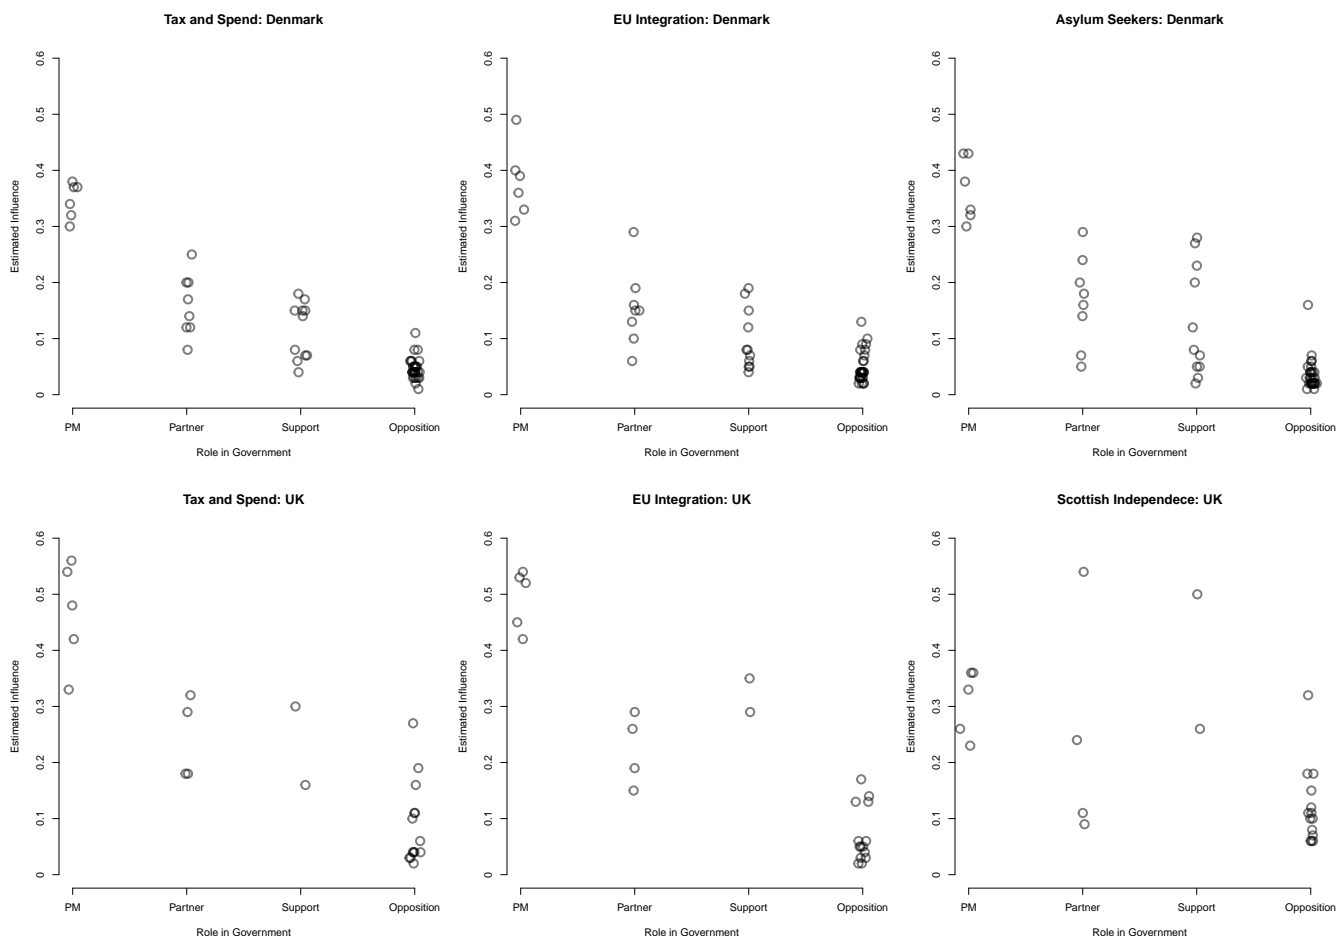 Tax and Spend: Denmark
Estimated Influence
0.6
0.5
0.4
0.3
0.2
0.1
0
PM Partner Support Opposition
Role in Government
EU Integration: Denmark
Estimated Influence
0.6
0.5
0.4
0.3
0.2
0.1
0
PM Partner Support Opposition
Role in Government
Asylum Seekers: Denmark
Estimated Influence
0.6
0.5
0.4
0.3
0.2
0.1
0
PM Partner Support Opposition
Role in Government
Tax and Spend: UK
Estimated Influence
0.6
0.5
0.4
0.3
0.2
0.1
0
PM Partner Support Opposition
Role in Government
EU Integration: UK
Estimated Influence
0.6
0.5
0.4
0.3
0.2
0.1
0
PM Partner Support Opposition
Role in Government
Scottish Independece: UK
Estimated Influence
0.6
0.5
0.4
0.3
0.2
0.1
0
PM Partner Support Opposition
Role in Government